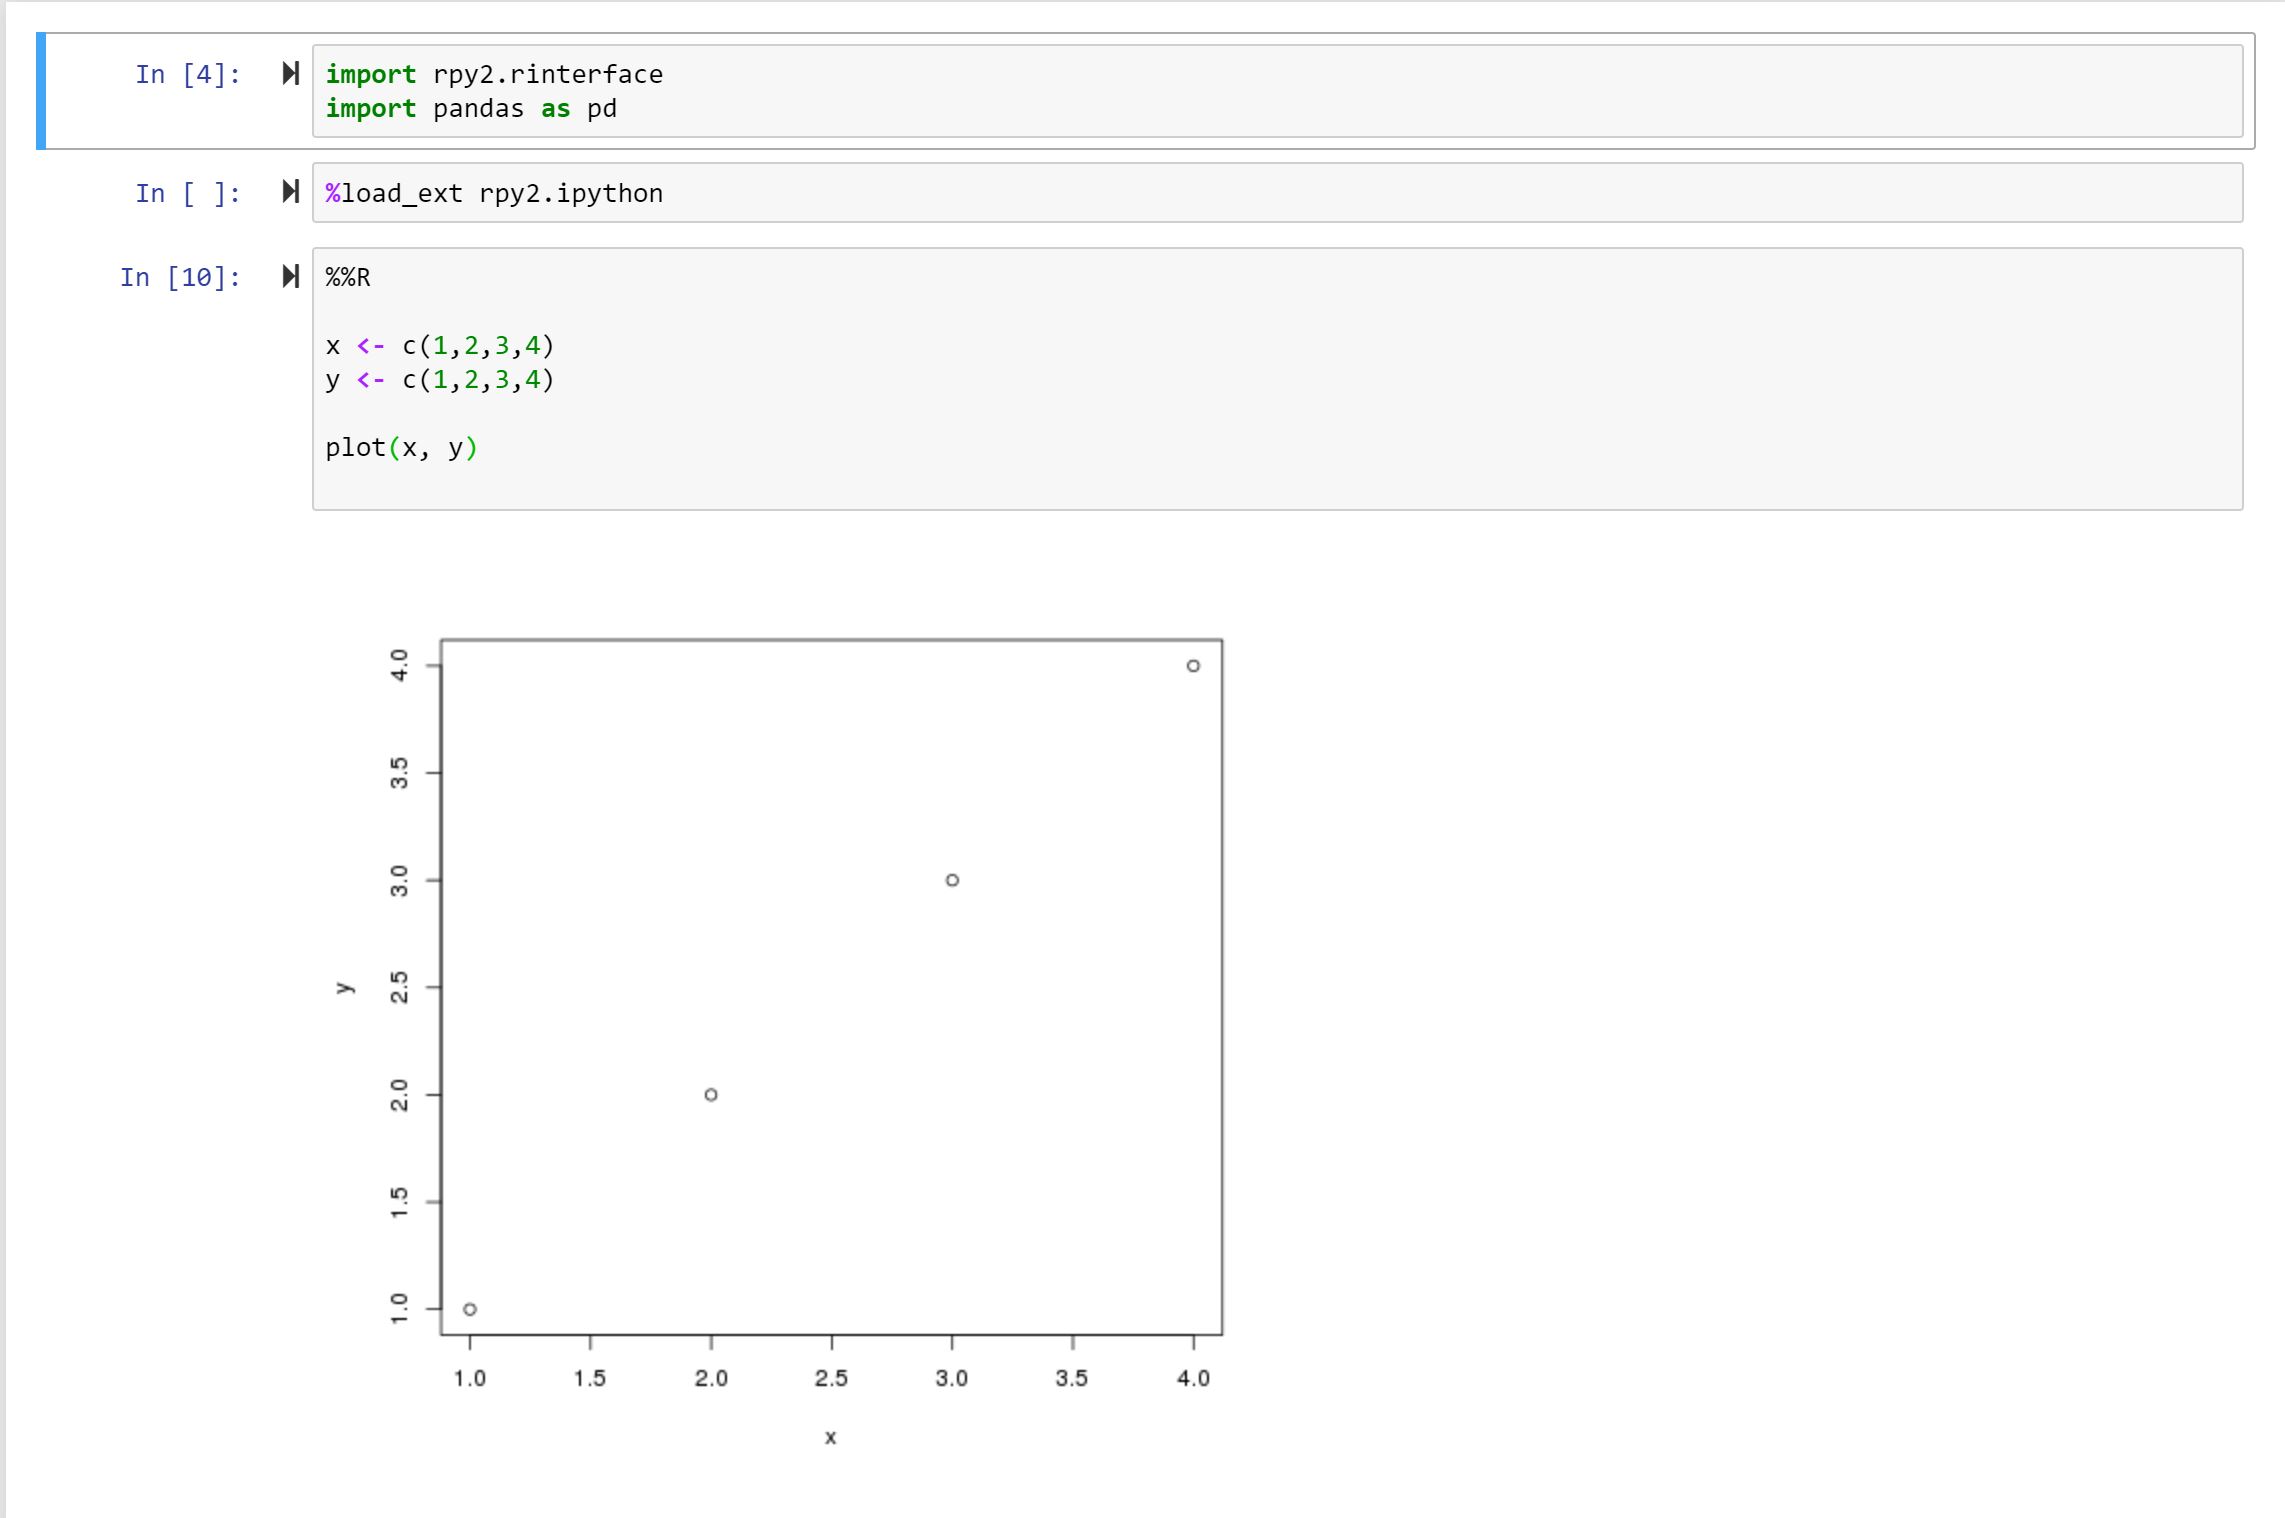 In [4]:
import rpy2.rinterface
import pandas as pd
In [ ]:
%load_ext rpy2.ipython
In [10]:
%%R
x <- c(1,2,3,4)
y <- c(1,2,3,4)
plot(x, y)
4.0
3.5
3.0
2.5
2.0
1.5
1.0
y
1.0 1.5 2.0 2.5 3.0 3.5 4.0
x